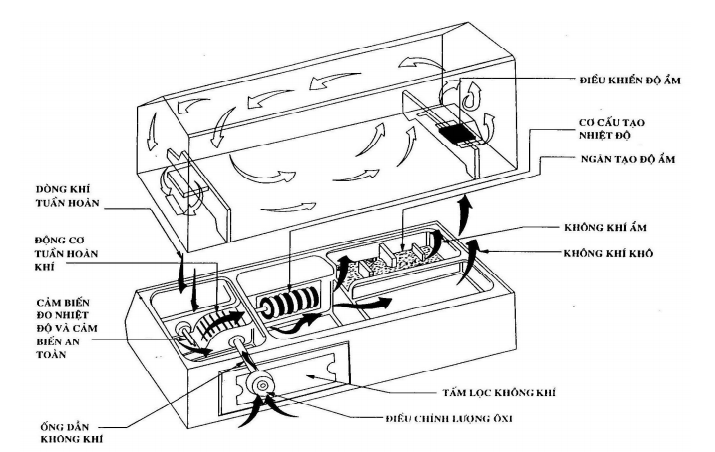 ĐIỀU KHIỂN ĐỘ ẨM
CƠ CẤU TẠO
NHIỆT ĐỘ
NGĂN TẠO ĐỘ ẨM
DÒNG KHÍ
TUẦN HOÀN
KHÔNG KHÍ ẨM
ĐỘNG CƠ
TUẦN HOÀN
KHÍ
KHÔNG KHÍ KHÔ
CẢM BIẾN
ĐO NHIỆT
ĐỘ VÀ CẢM
BIẾN AN
TOÀN
TẤM LỌC KHÔNG KHÍ
ĐIỀU CHỈNH LƯỢNG ÔXI
ỐNG DẪN
KHÔNG KHÍ